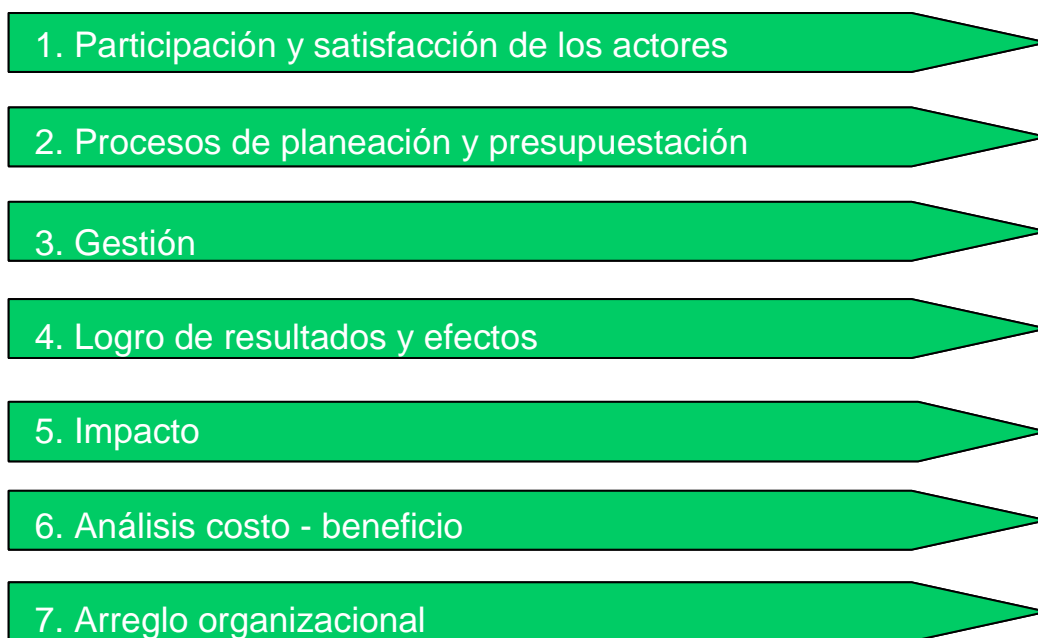 1. Participación y satisfacción de los actores
2. Procesos de planeación y presupuestación
3. Gestión
4. Logro de resultados y efectos
5. Impacto
6. Análisis costo - beneficio
7. Arreglo organizacional